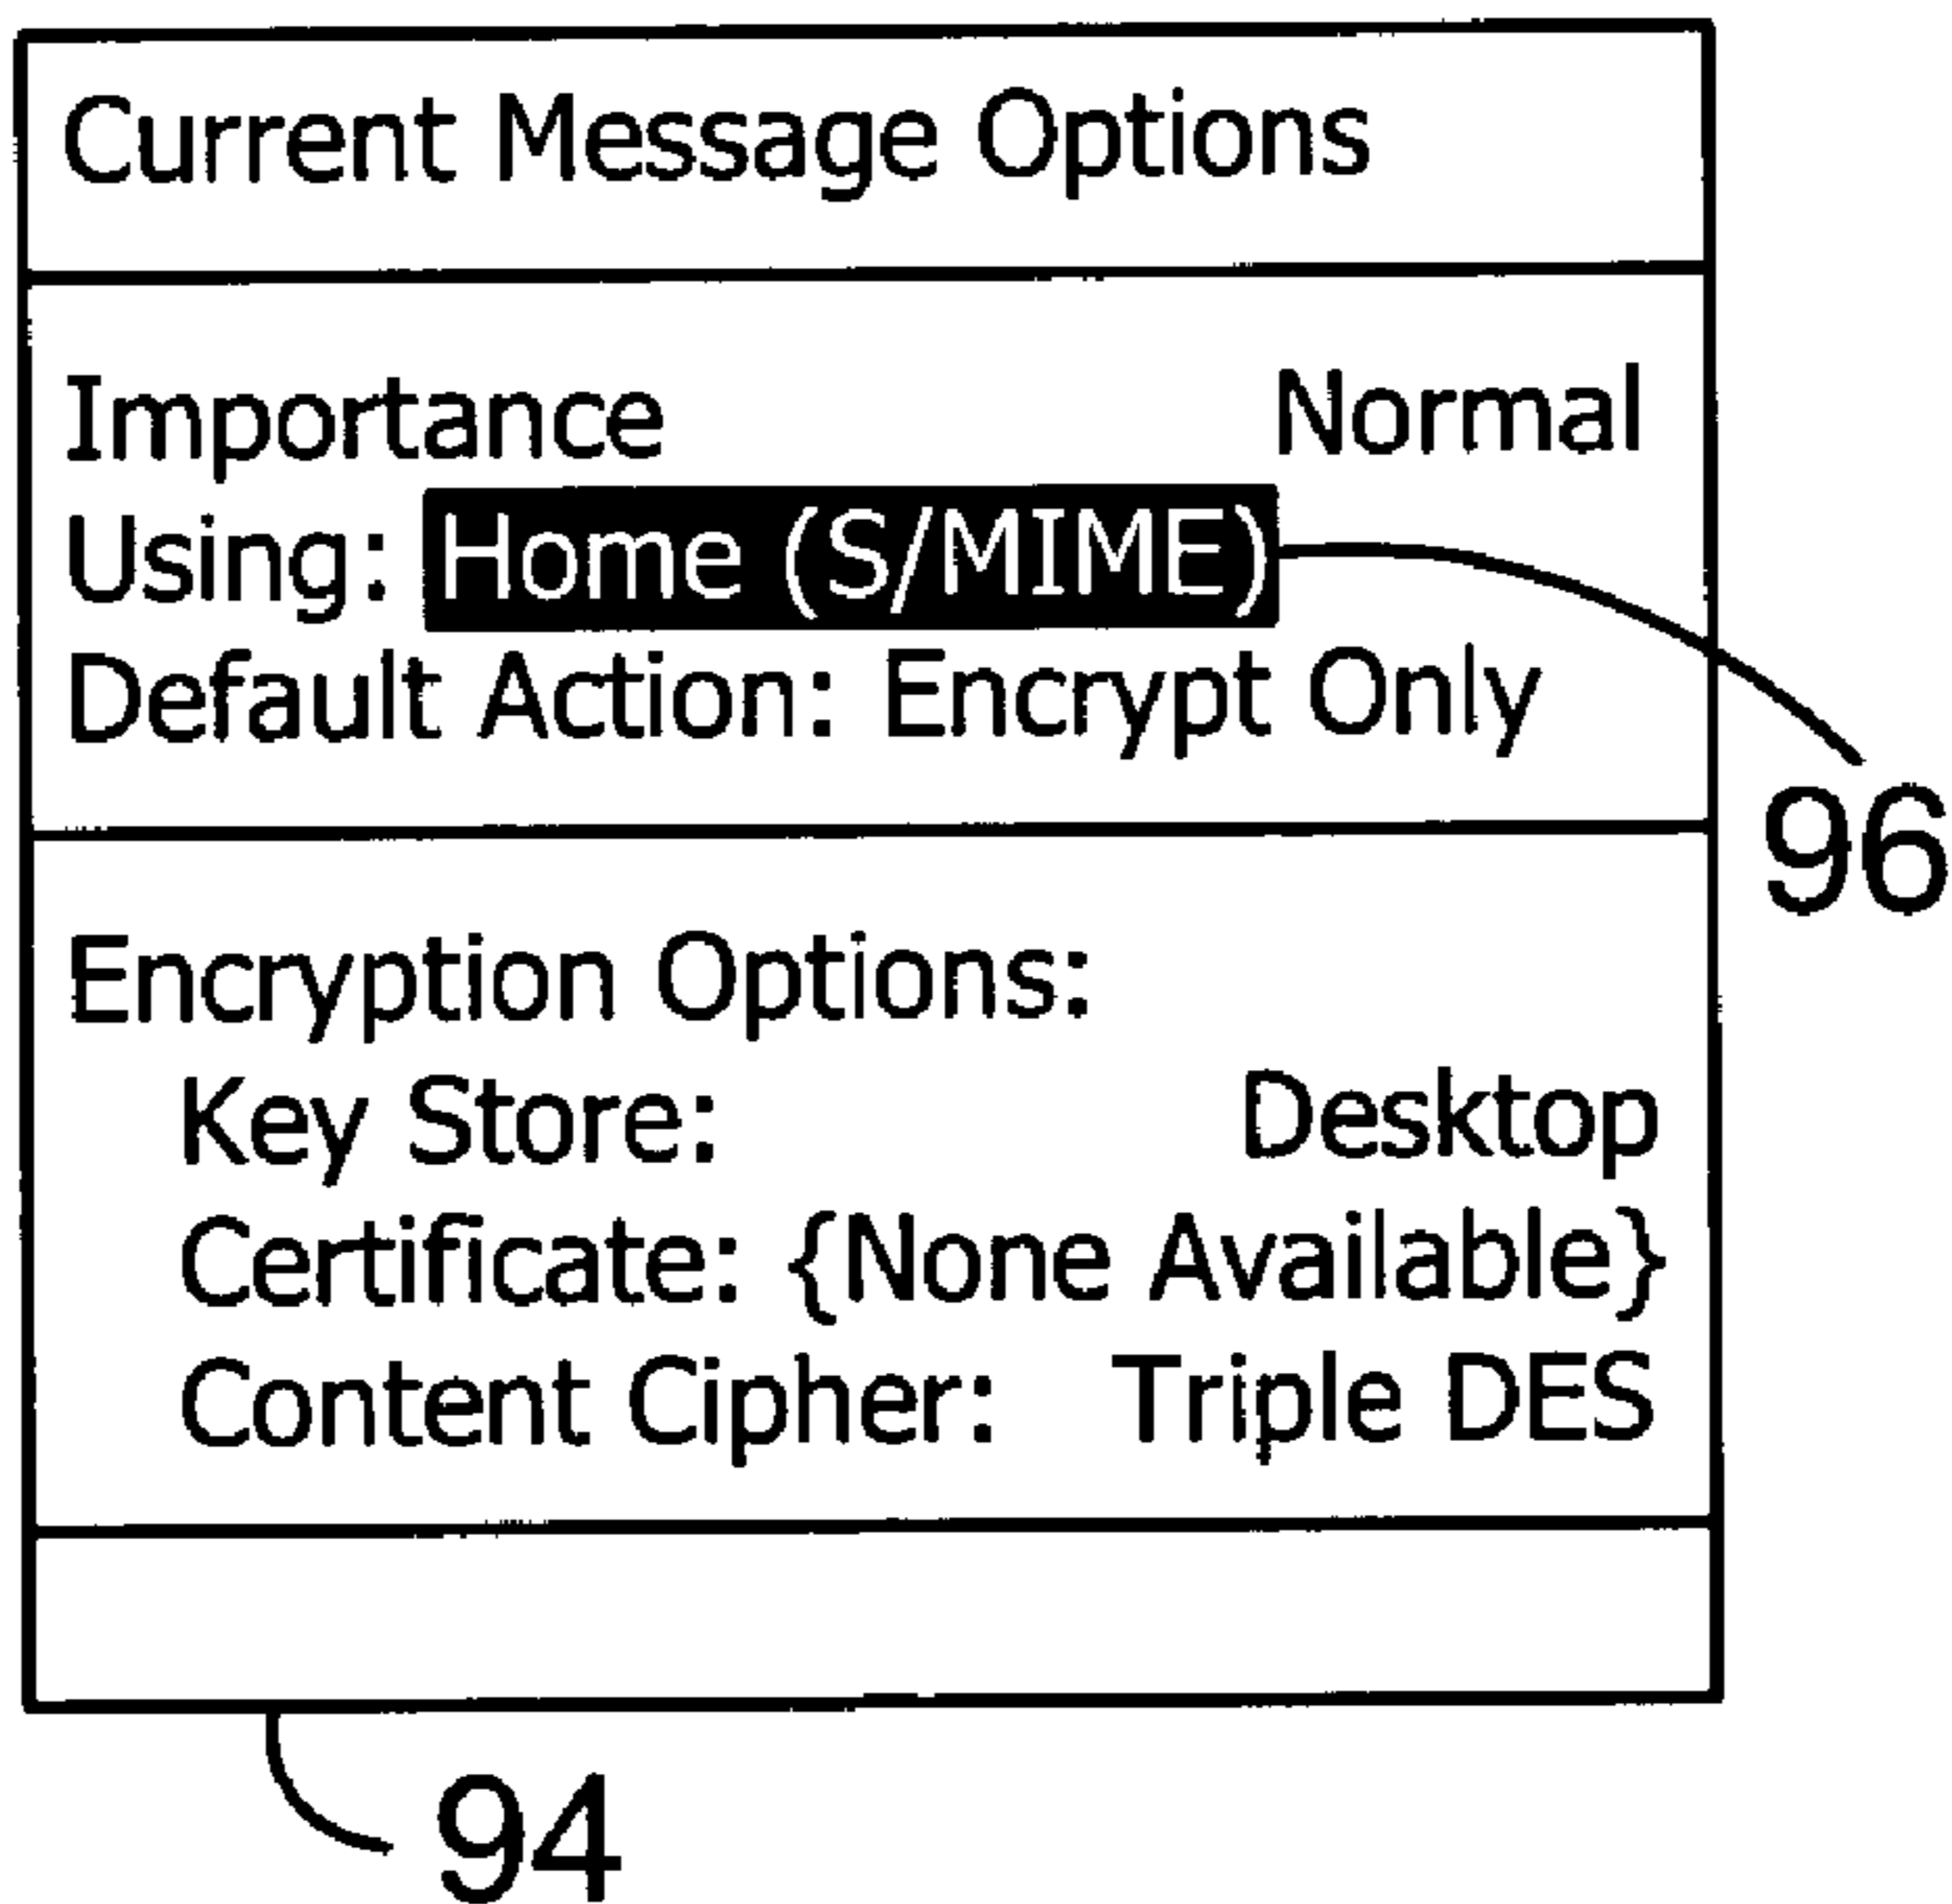 Current Message Options
Importance Normal
Using: Home (S/MIME)
Default Action: Encrypt Only
96
Encryption Options:
Key Store: Desktop
Certificate: {None Available}
Content Cipher: Triple DES
94